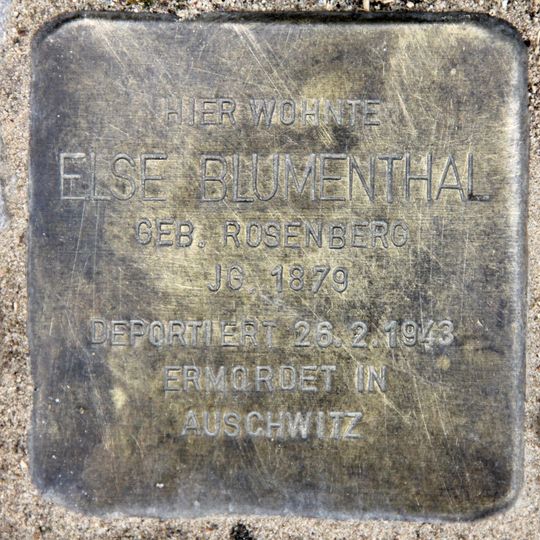 HIER WOHNTE
ELSE BLUMENTHAL
GEB. ROSENBERG
JG. 1879
DEPORTIERT 26.2.1943
ERMORDET IN
AUSCHWITZ